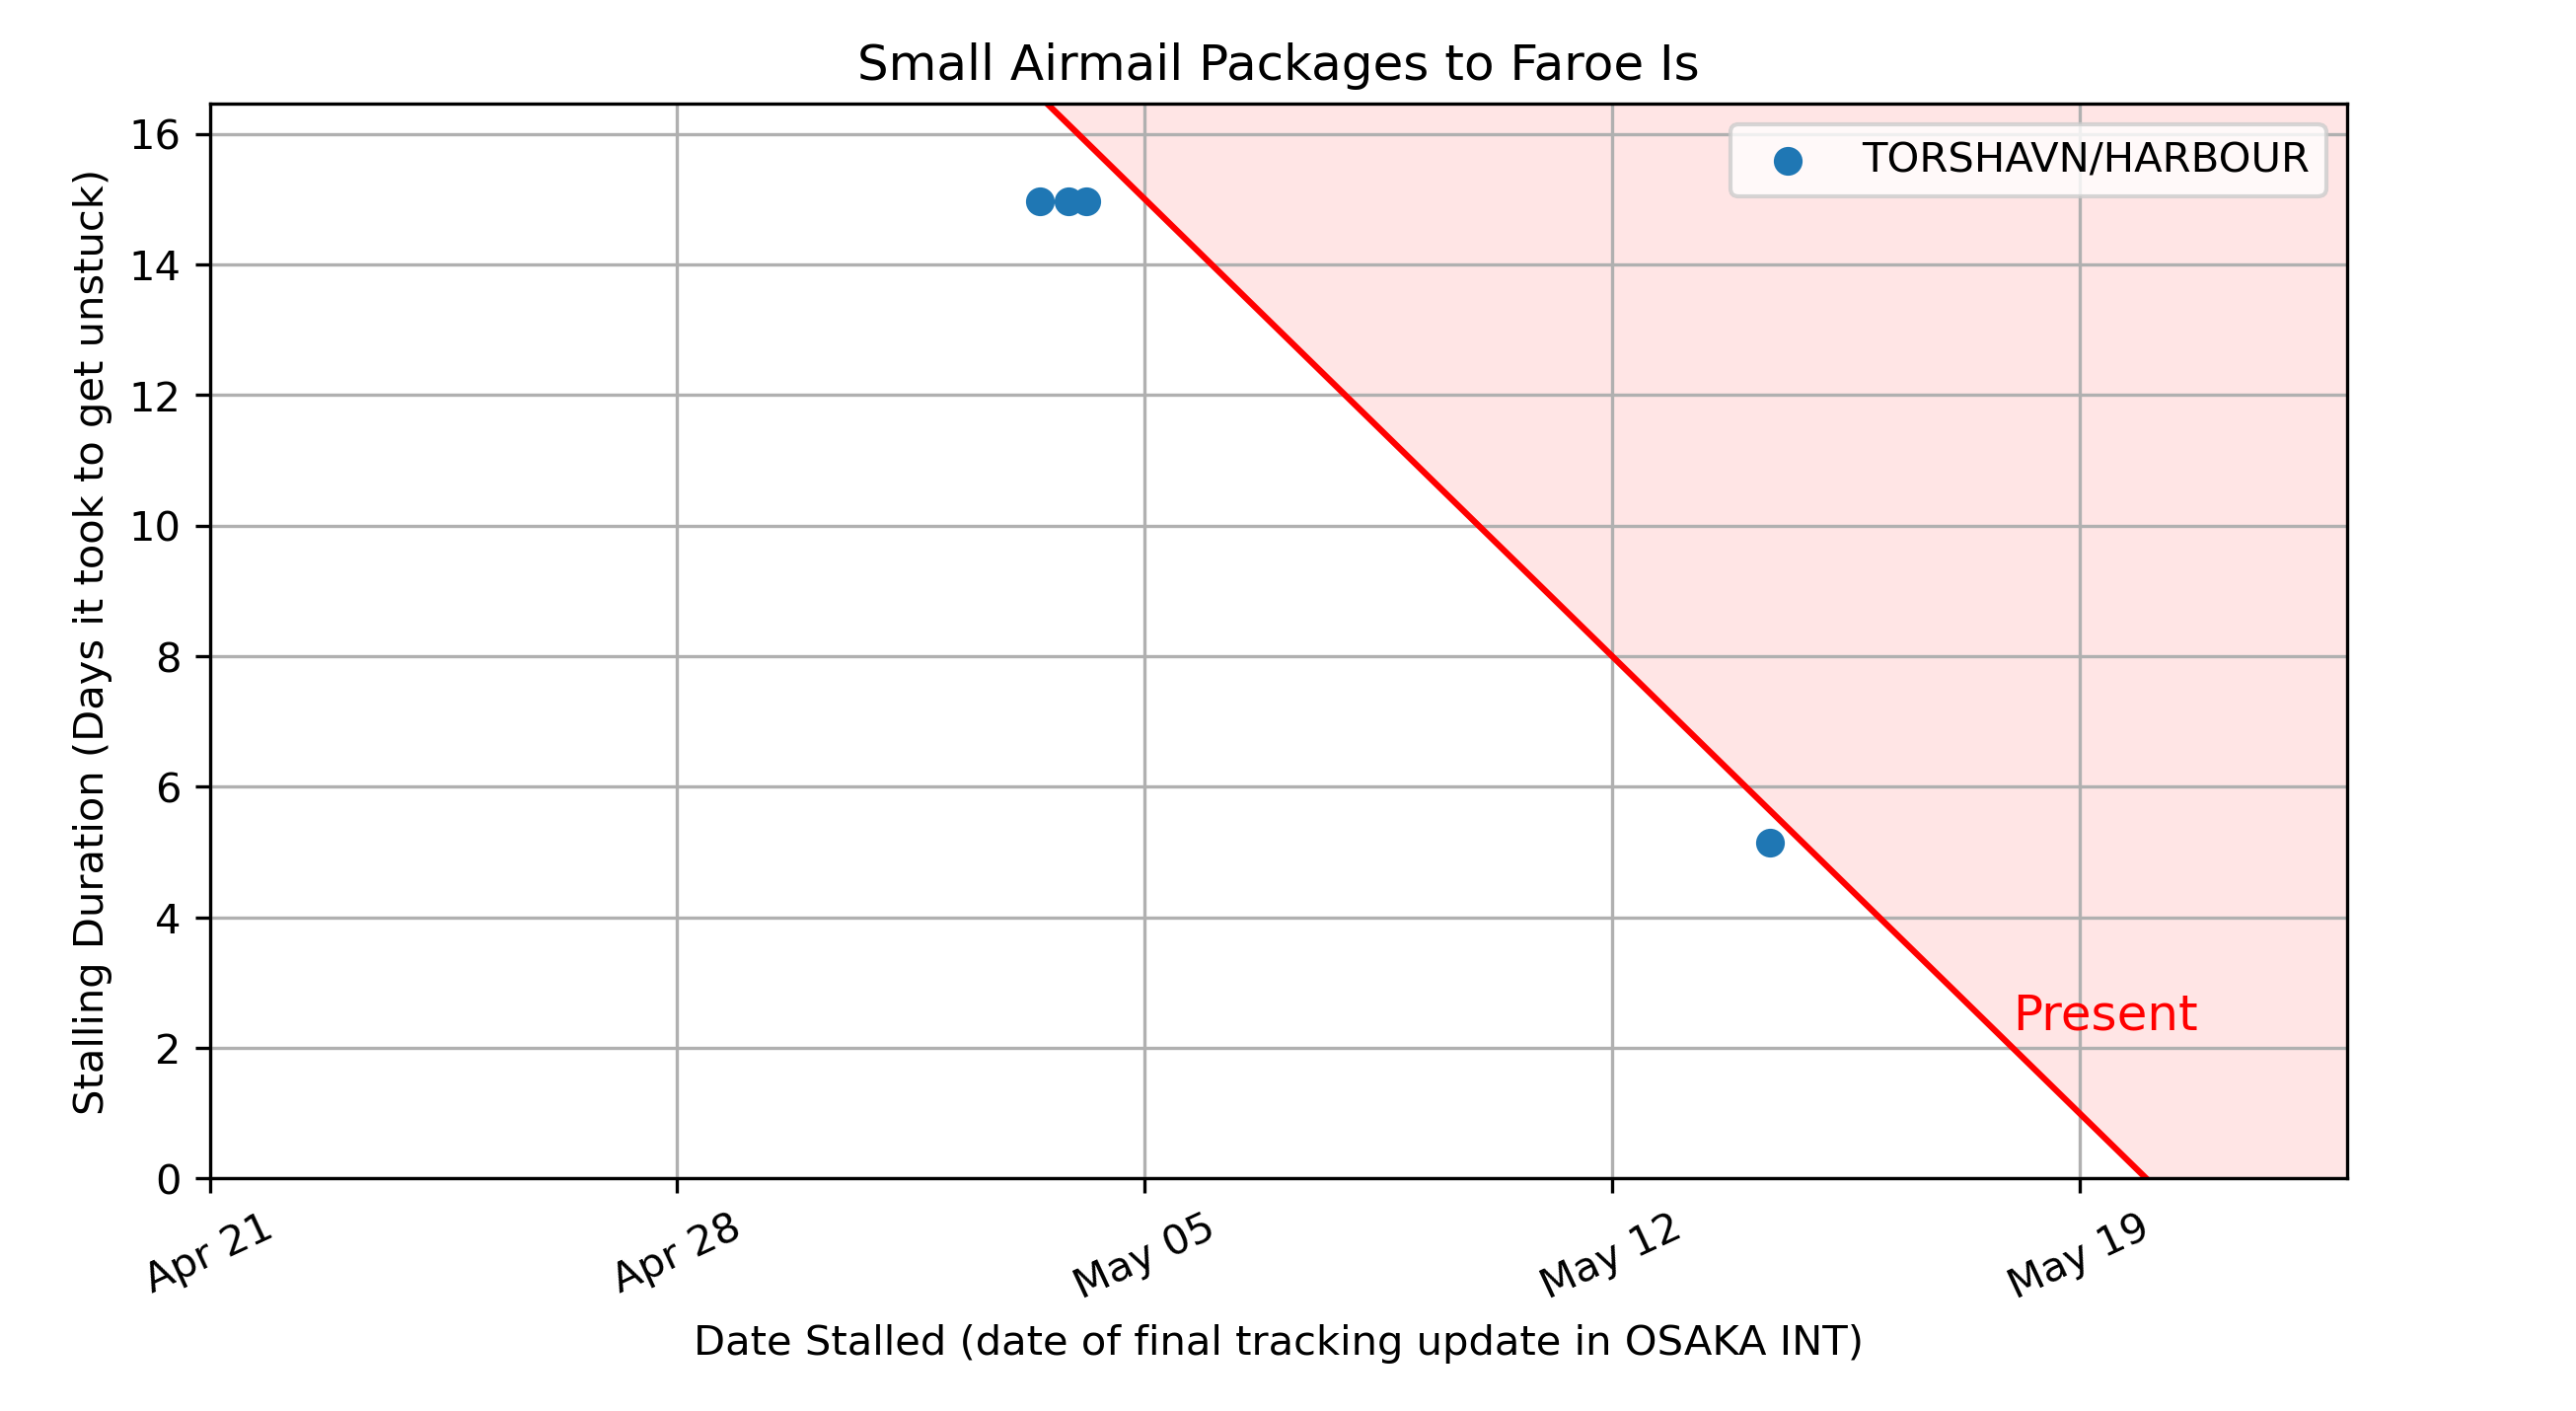 Small Airmail Packages to Faroe Is
TORSHAVN/HARBOUR
Stalling Duration (Days it took to get unstuck)
16
14
12
10
8
6
4
2
0
Present
Apr 21
Apr 28
May 05
May 12
May 19
Date Stalled (date of final tracking update in OSAKA INT)